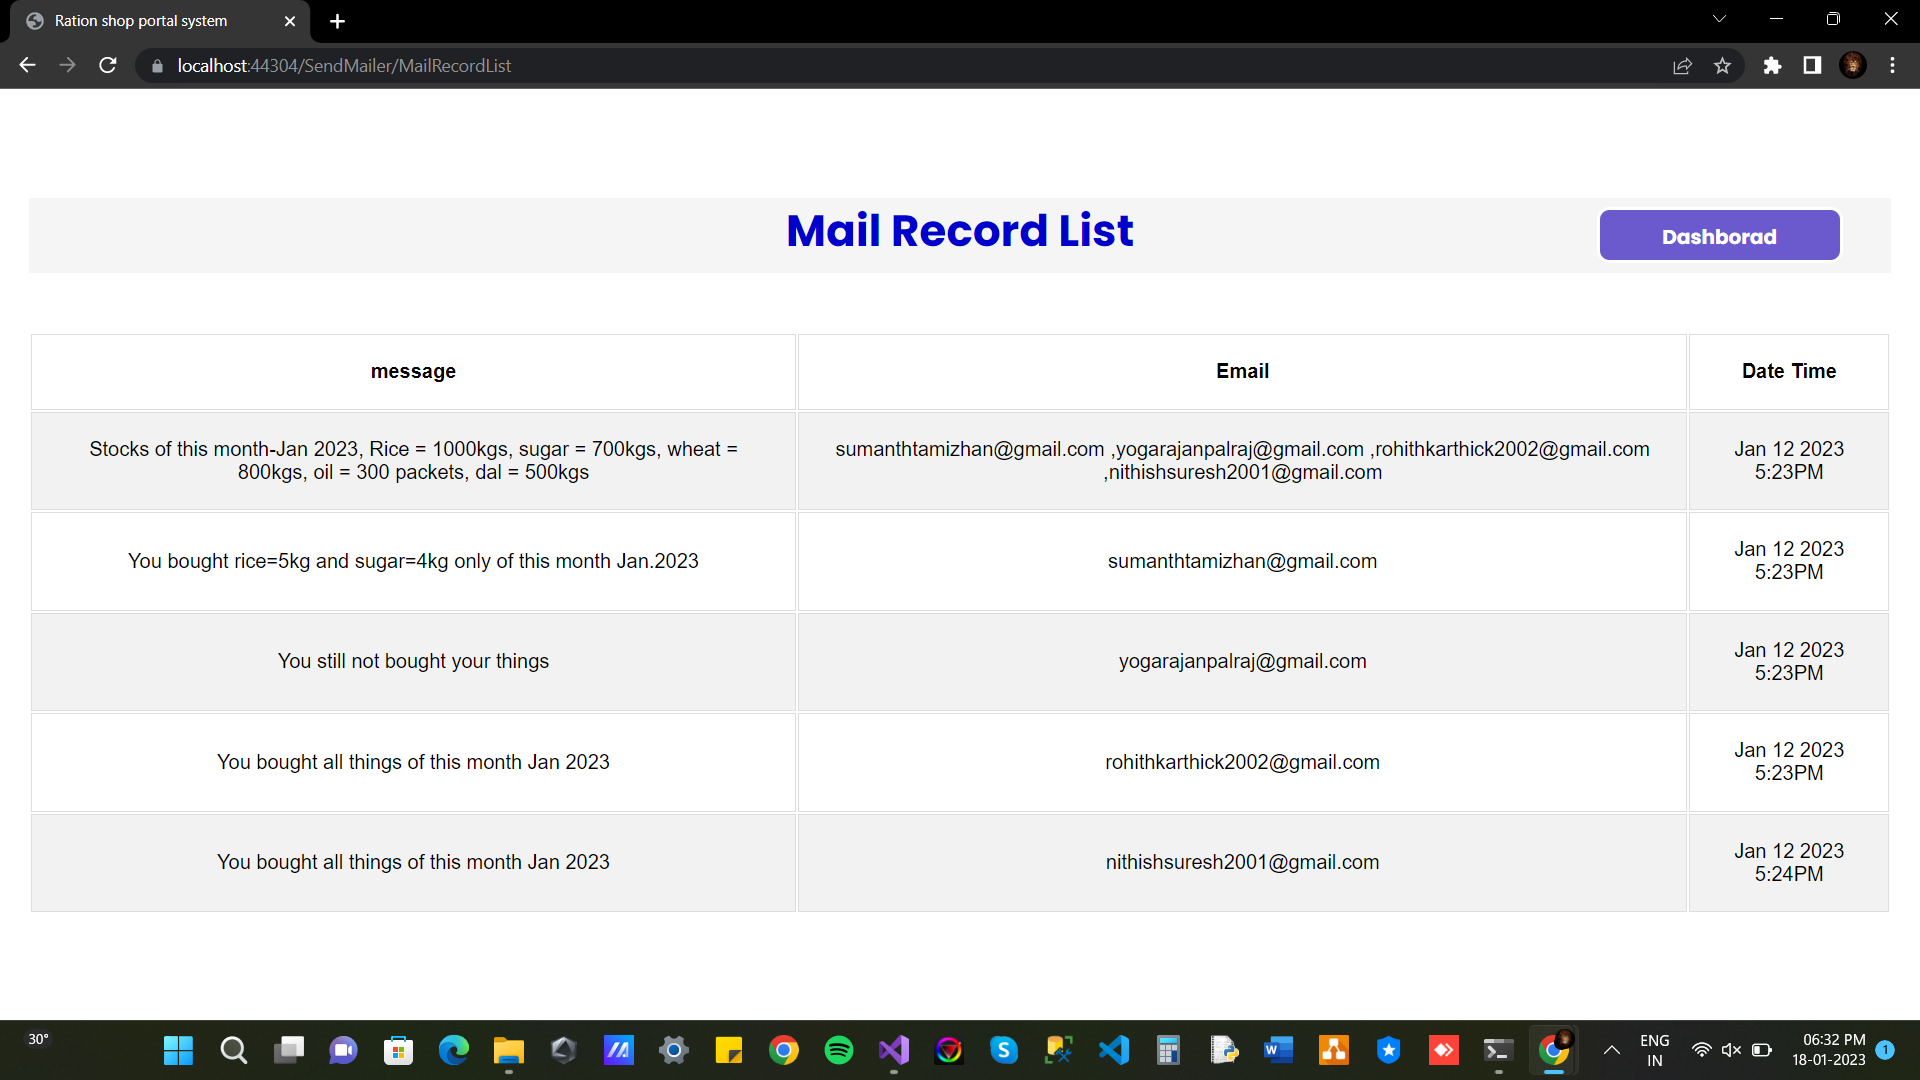 Ration shop portal system
localhost:44304/SendMailer/MailRecordList
Mail Record List
Dashborad
message
Email
Date Time
Stocks of this month-Jan 2023, Rice = 1000kgs, sugar = 700kgs, wheat =
800kgs, oil = 300 packets, dal = 500kgs
sumanthtamizhan@gmail.com ,yogarajanpalraj@gmail.com ,rohithkarthick2002@gmail.com
,nithishsuresh2001@gmail.com
Jan 12 2023
5:23PM
You bought rice=5kg and sugar=4kg only of this month Jan.2023
sumanthtamizhan@gmail.com
Jan 12 2023
5:23PM
You still not bought your things
yogarajanpalraj@gmail.com
Jan 12 2023
5:23PM
You bought all things of this month Jan 2023
rohithkarthick2002@gmail.com
Jan 12 2023
5:23PM
You bought all things of this month Jan 2023
nithishsuresh2001@gmail.com
Jan 12 2023
5:24PM
30°
ENG
IN
06:32 PM
18-01-2023
1